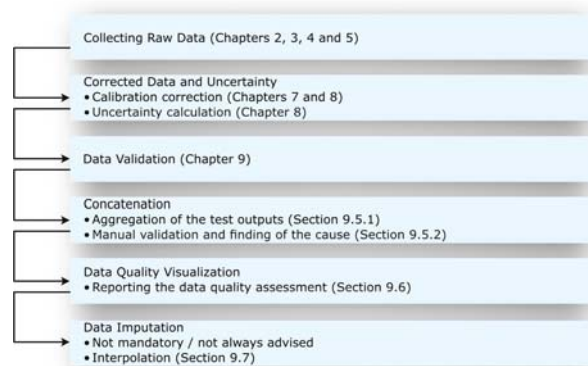 Collecting Raw Data (Chapters 2, 3, 4 and 5)
Corrected Data and Uncertainty
• Calibration correction (Chapters 7 and 8)
• Uncertainty calculation (Chapter 8)
Data Validation (Chapter 9)
Concatenation
• Aggregation of the test outputs (Section 9.5.1)
• Manual validation and finding of the cause (Section 9.5.2)
Data Quality Visualization
• Reporting the data quality assessment (Section 9.6)
Data Imputation
• Not mandatory / not always advised
• Interpolation (Section 9.7)